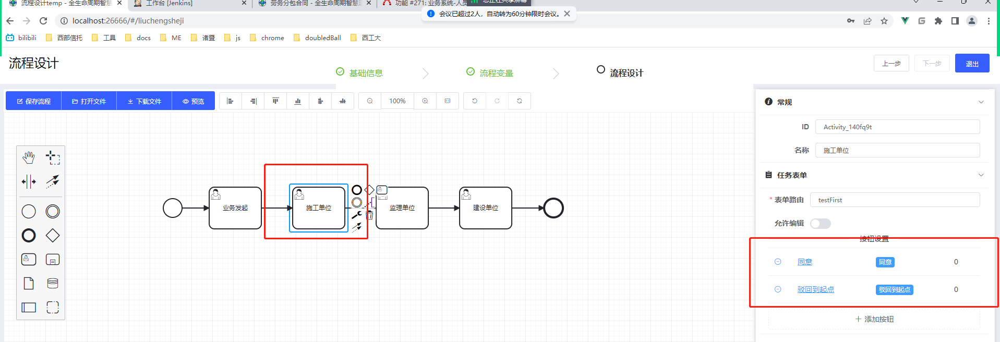 流程设计temp - 全生命周期智慧
工作台 [Jenkins]
劳务分包合同 - 全生命周期智慧
功能 #271: 业务系统-人员
您正在共享屏幕
会议已超过2人，自动转为60分钟限时会议。
localhost:26666/#/liuchengsheji
bilibili
西部信托
工具
docs
ME
诸暨
js
chrome
doubledBall
西工大
流程设计
基础信息
流程变量
流程设计
上一步
下一步
退出
保存流程
打开文件
下载文件
预览
100%
业务发起
施工单位
监理单位
建设单位
常规
ID
Activity_140fq9t
名称
施工单位
任务表单
* 表单路由
testFirst
允许编辑
按钮设置
同意
同意
0
驳回到起点
驳回到起点
0
添加按钮